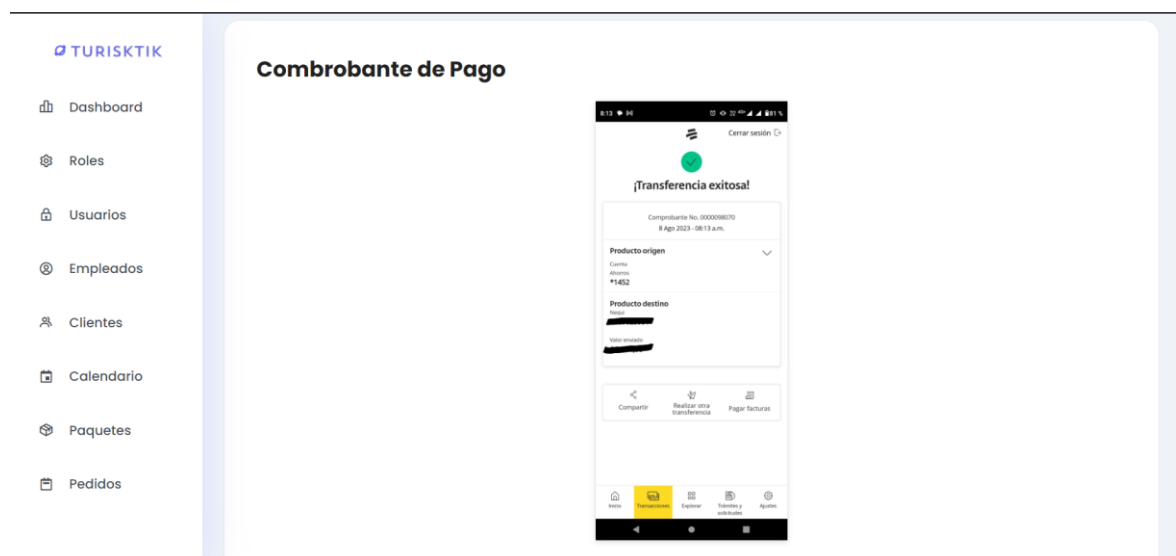 TURISKTIK
Dashboard
Roles
Usuarios
Empleados
Clientes
Calendario
Paquetes
Pedidos
Combrobante de Pago
8:13
81 %
Cerrar sesión
¡Transferencia exitosa!
Comprobante No. 0000098070
8 Ago 2023 - 08:13 a.m.
Producto origen
Cuenta
Ahorros
*1452
Producto destino
Nequi
Valor enviado
Compartir
Realizar otra
transferencia
Pagar facturas
Inicio
Transacciones
Explorar
Trámites y
solicitudes
Ajustes